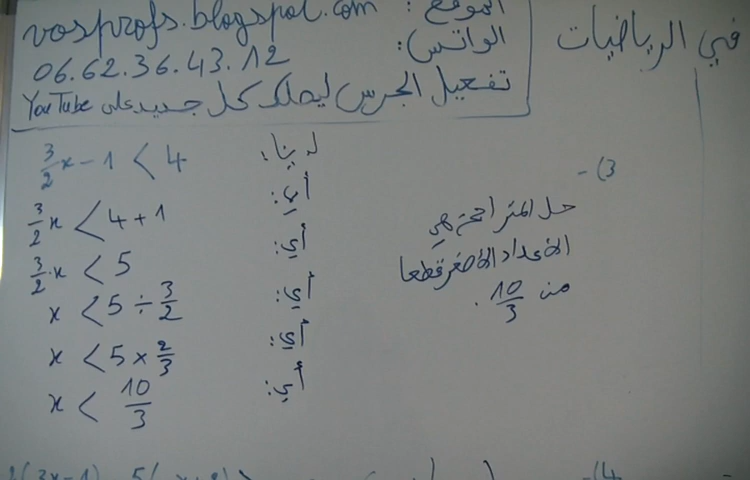 في الرياضيات
الموقع:
vosprofs.blogspot.com
الواتس:
06.62.36.43.12
تفعيل الجرس ليصلك كل جديد على YouTube
3)-
لدينا: 3/2 x - 1 < 4
أي: 3/2 x < 4 + 1
أي: 3/2 x < 5
أي: x < 5 ÷ 3/2
أي: x < 5 × 2/3
أي: x < 10/3
حل المتراجحة هي
الأعداد الأصغر قطعا
من 10/3 .
4)-